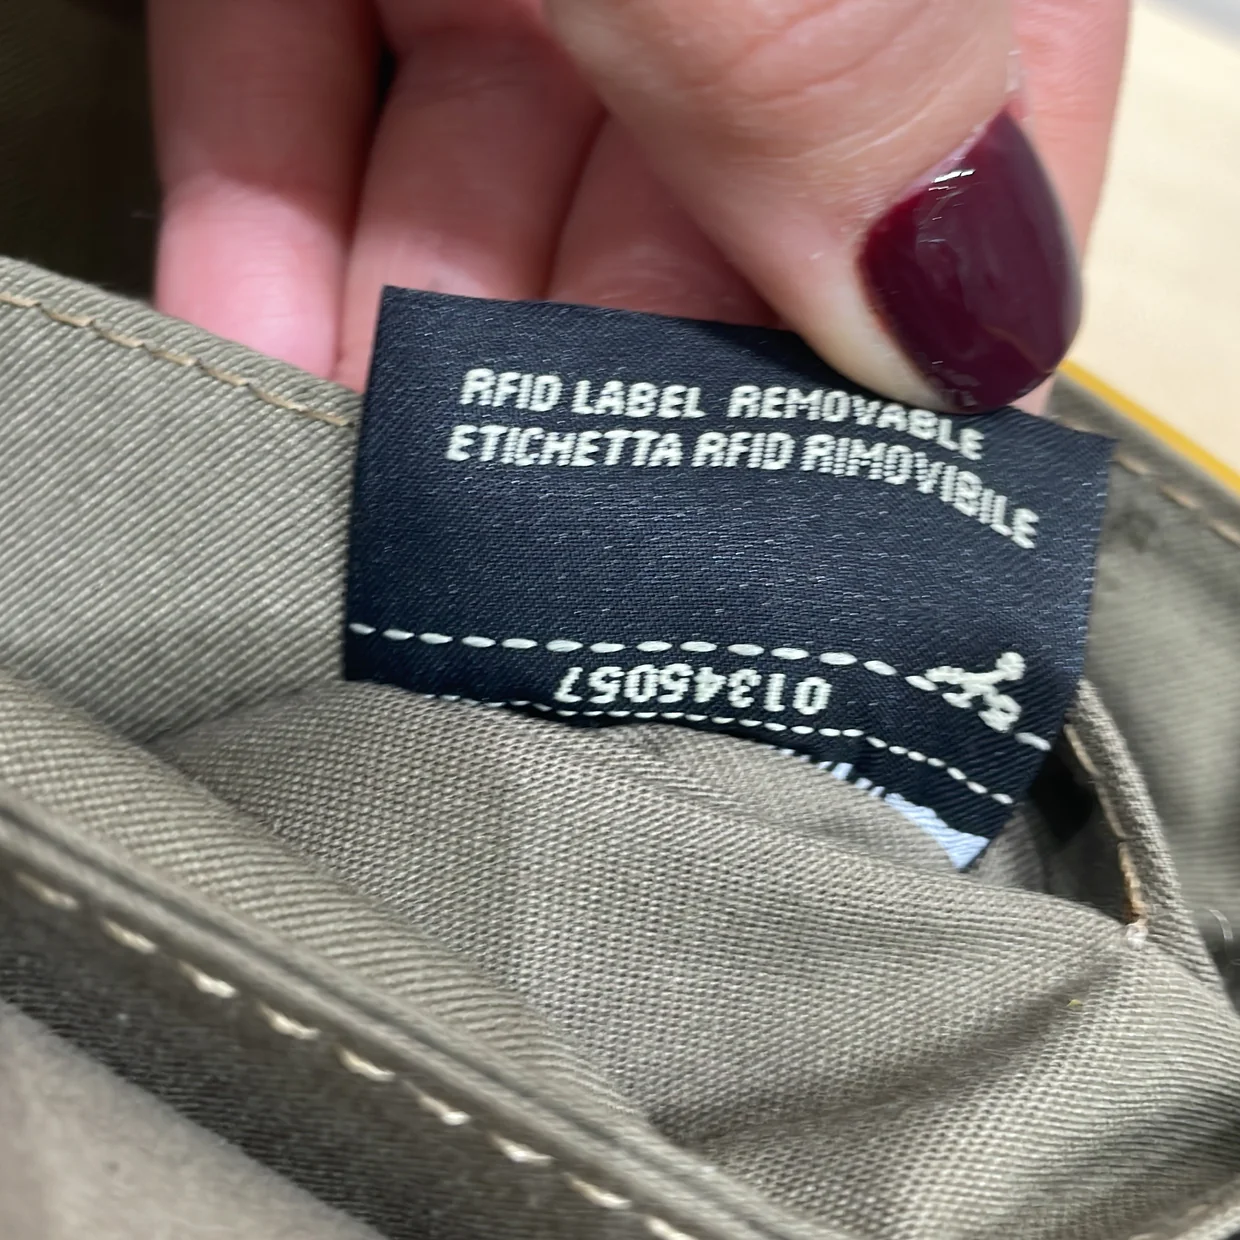 RFID LABEL REMOVABLE
ETICHETTA RFID RIMOVIBILE
01345057